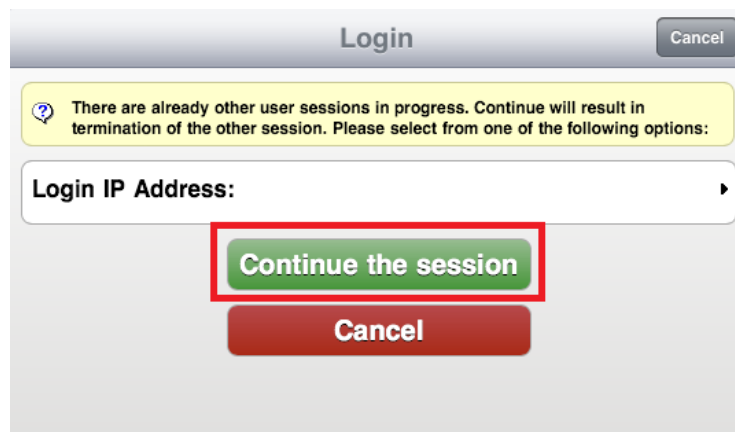 Login
Cancel
There are already other user sessions in progress. Continue will result in
termination of the other session. Please select from one of the following options:
Login IP Address:
Continue the session
Cancel